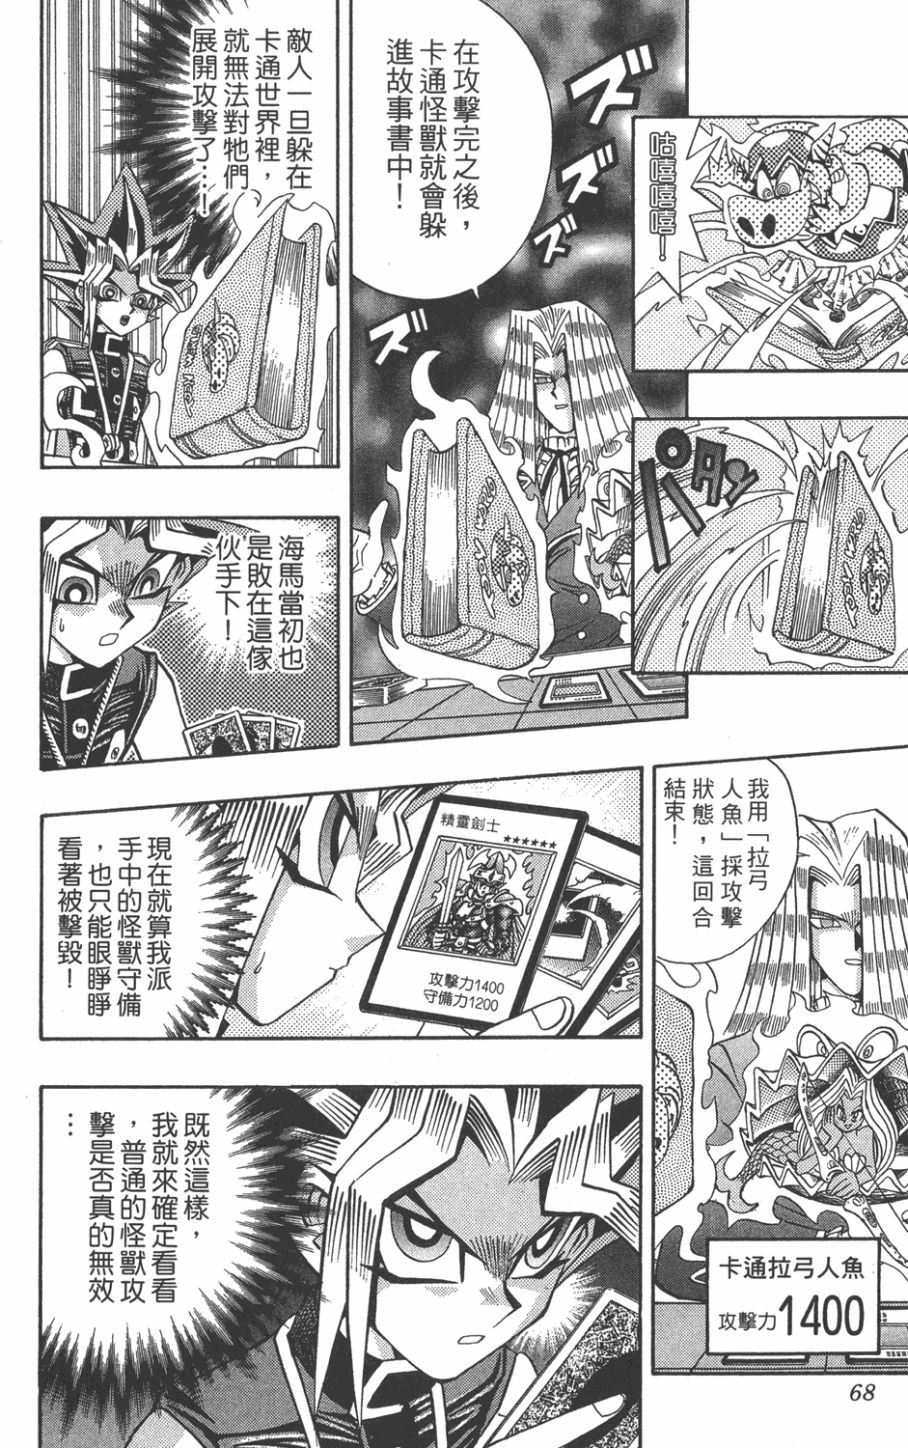 咕嘻嘻嘻！
パタン
在攻擊完之後，
卡通怪獸就會躲
進故事書中！
ズ
ズ
ズ
ズ
敵人一旦躲在
卡通世界裡，
就無法對牠們
展開攻擊了…！
海馬當初也
是敗在這傢
伙手下！
我用「拉弓
人魚」採攻擊
狀態，這回合
結束！
卡通拉弓人魚
攻擊力1400
精靈劍士
★★★★★★
攻擊力1400
守備力1200
現在就算我派
手中的怪獸守備
，也只能眼睜睜
看著被擊毀！
既然這樣，
我就來確定看看
，普通的怪獸攻
擊是否真的無效
…
68